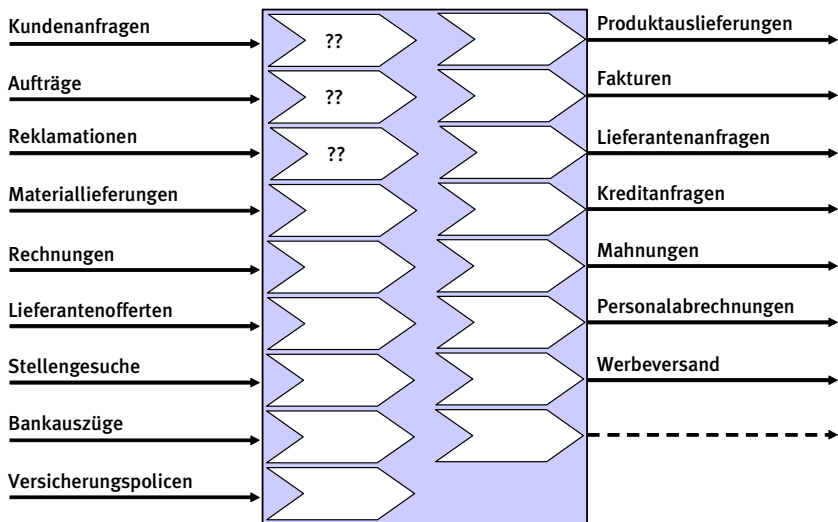 Kundenanfragen
??
Produktauslieferungen
Aufträge
??
Fakturen
Reklamationen
??
Lieferantenanfragen
Materiallieferungen
Kreditanfragen
Rechnungen
Mahnungen
Lieferantenofferten
Personalabrechnungen
Stellengesuche
Werbeversand
Bankauszüge
Versicherungspolicen